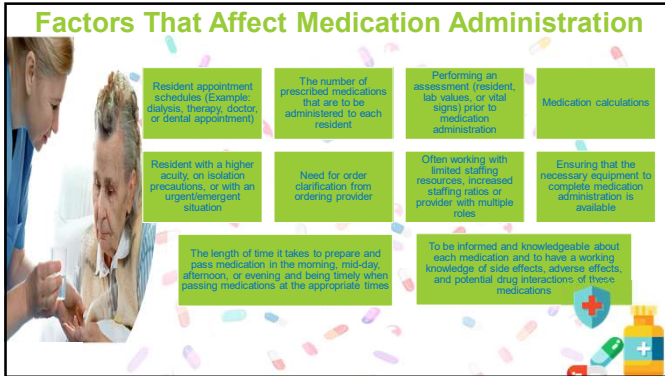 Factors That Affect Medication Administration
Resident appointment
schedules (Example:
dialysis, therapy, doctor,
or dental appointment)
The number of
prescribed medications
that are to be
administered to each
resident
Performing an
assessment (resident,
lab values, or vital
signs) prior to
medication
administration
Medication calculations
Resident with a higher
acuity, on isolation
precautions, or with an
urgent/emergent
situation
Need for order
clarification from
ordering provider
Often working with
limited staffing
resources, increased
staffing ratios or
provider with multiple
roles
Ensuring that the
necessary equipment to
complete medication
administration is
available
The length of time it takes to prepare and
pass medication in the morning, mid-day,
afternoon, or evening and being timely when
passing medications at the appropriate times
To be informed and knowledgeable about
each medication and to have a working
knowledge of side effects, adverse effects,
and potential drug interactions of these
medications